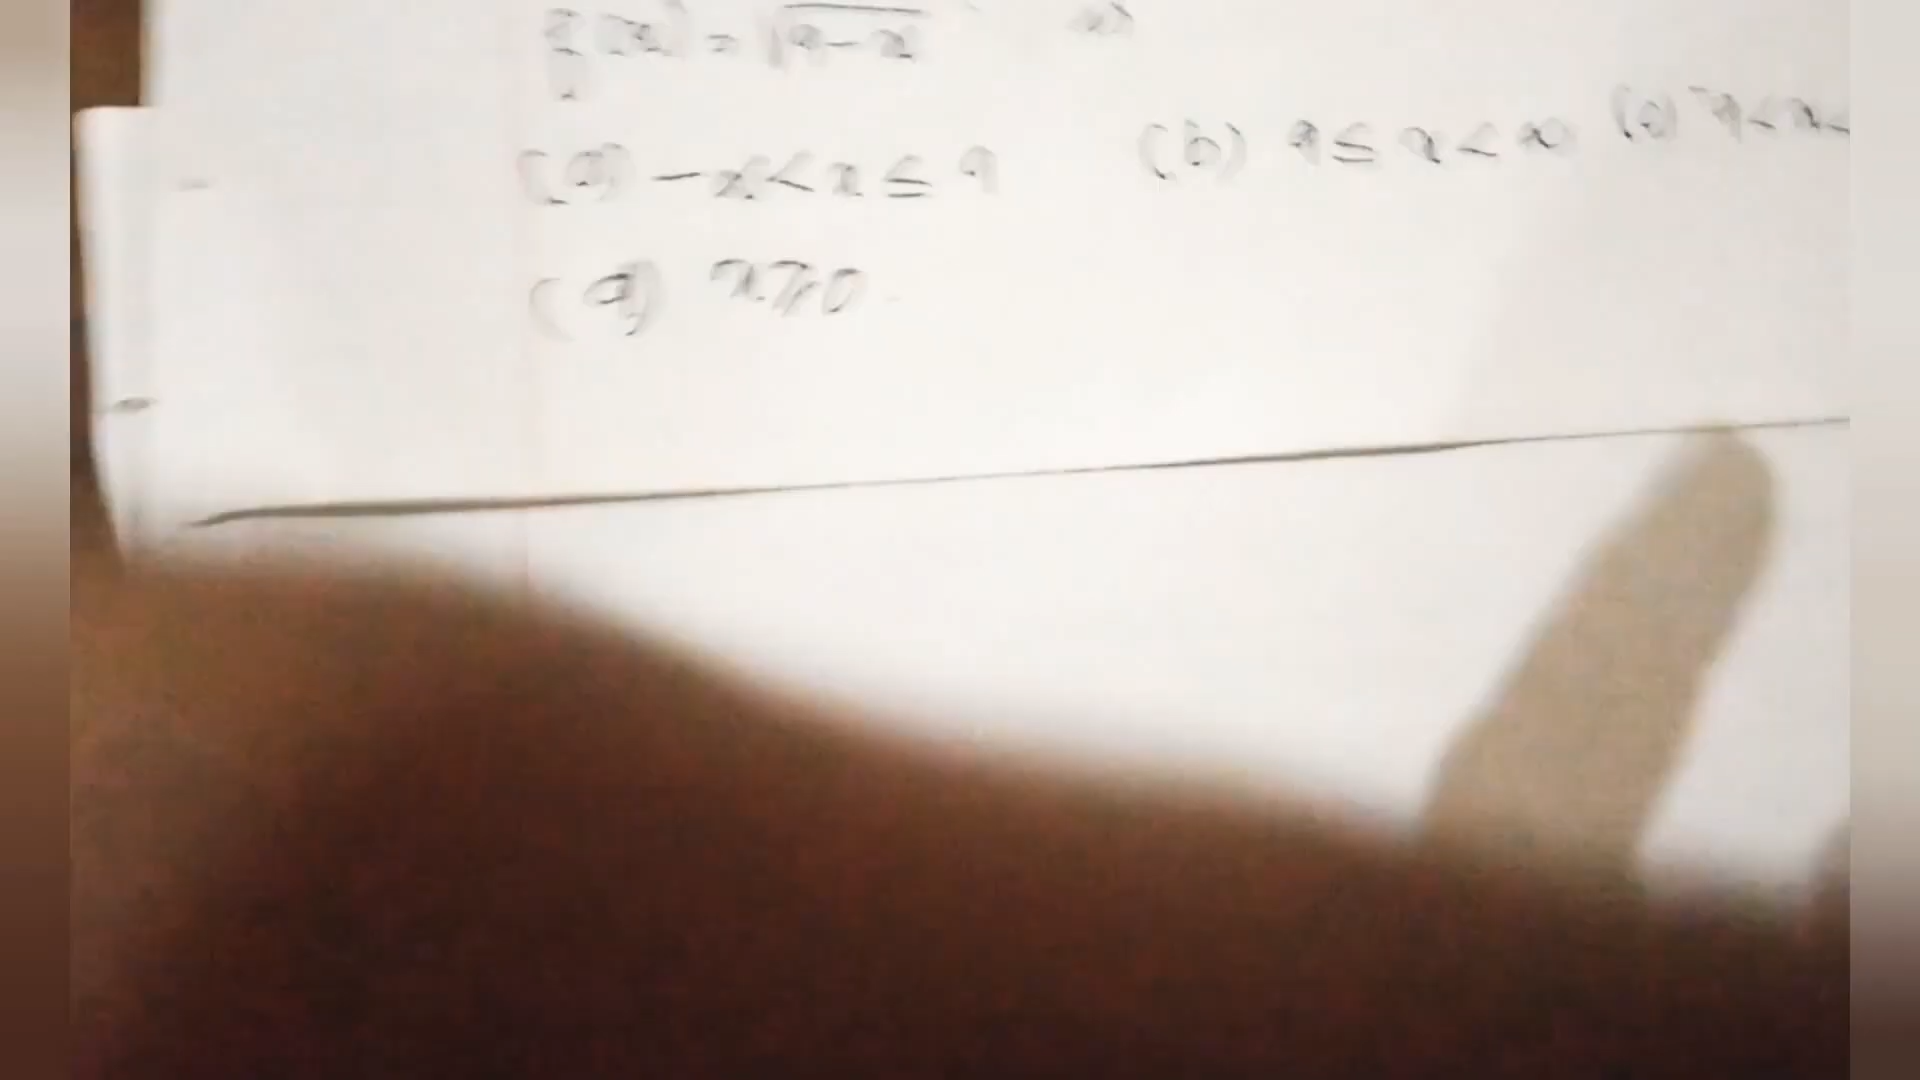 f(x) = √9-x
(a) -x<x≤9 (b) 9≤x<∞ (c)
(d) x≥0